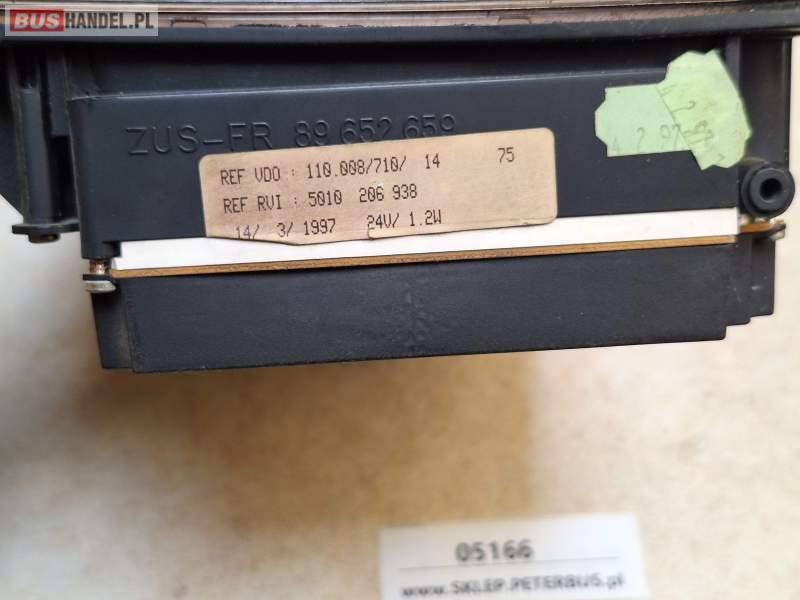 BUSHANDEL.PL
ZUS-FR 89 652 659
REF VDO : 110.008/710/ 14 75
REF RVI : 5010 206 938
14/ 3/ 1997 24V/ 1.2W
05166
www.SKLEP.PETERBUS.pl